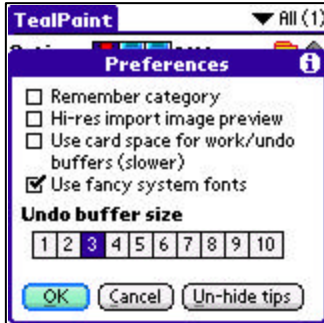 TealPaint
All (1)
Preferences
i
Remember category
Hi-res import image preview
Use card space for work/undo
buffers (slower)
Use fancy system fonts
Undo buffer size
1 2 3 4 5 6 7 8 9 10
OK Cancel Un-hide tips